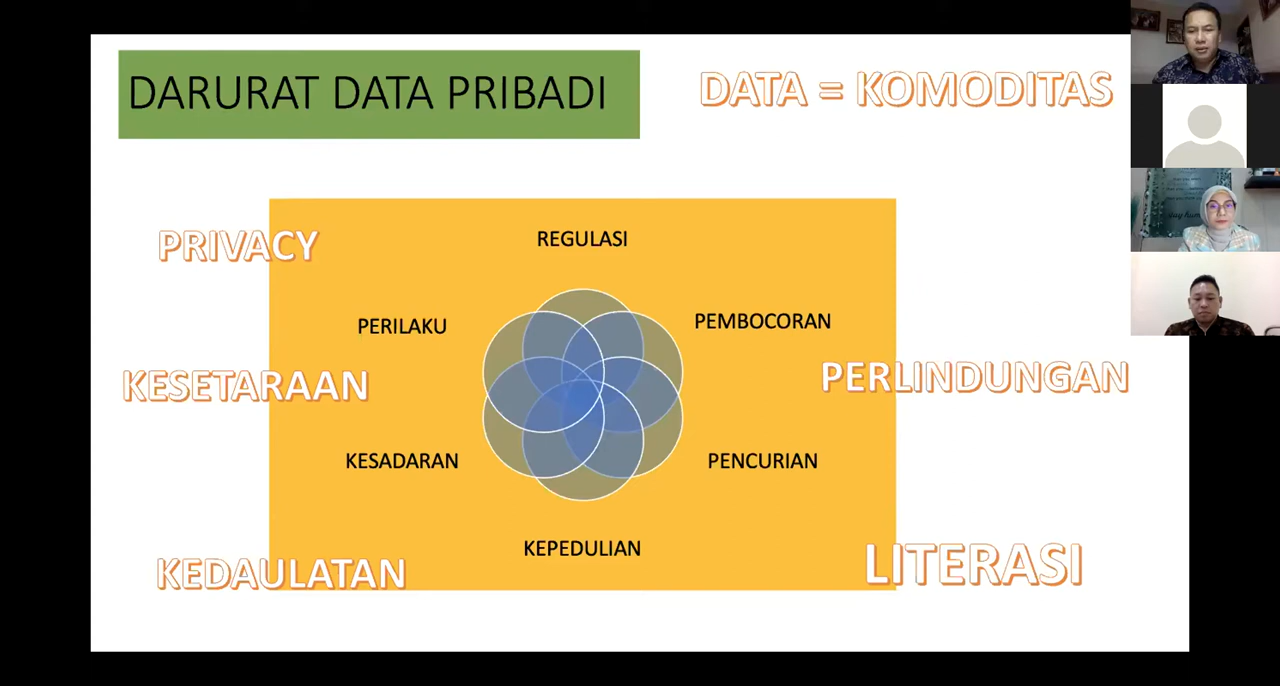 DARURAT DATA PRIBADI
DATA = KOMODITAS
PRIVACY
REGULASI
PERILAKU
PEMBOCORAN
KESETARAAN
PERLINDUNGAN
KESADARAN
PENCURIAN
KEPEDULIAN
KEDAULATAN
LITERASI